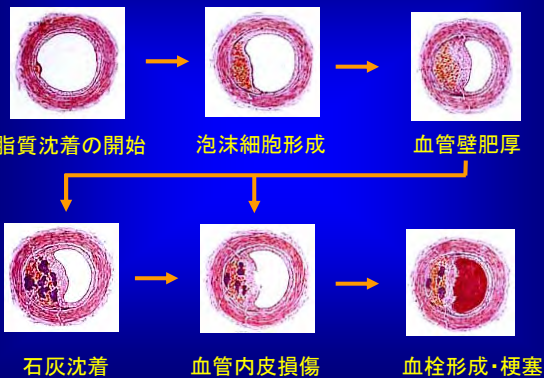 脂質沈着の開始
泡沫細胞形成
血管壁肥厚
石灰沈着
血管内皮損傷
血栓形成・梗塞